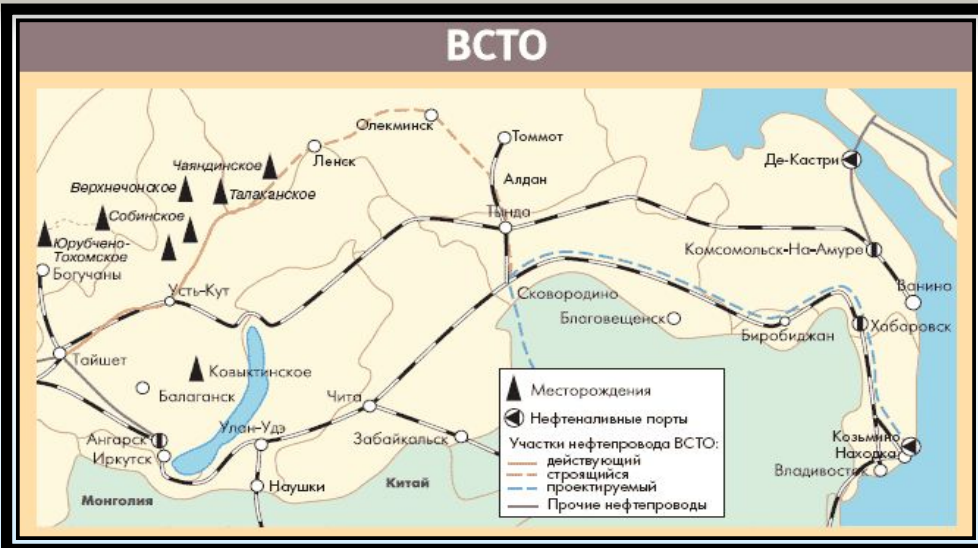 ВСТО
Олекминск
Томмот
Ленск
Де-Кастри
Чаяндинское
Алдан
Верхнечонское
Талаканское
Собинское
Тында
Юрубчено-
Тохомское
Комсомольск-На-Амуре
Богучаны
Усть-Кут
Сковородино
Ванино
Благовещенск
Биробиджан
Хабаровск
Тайшет
Ковыктинское
Балаганск
Чита
Месторождения
Нефтеналивные порты
Ангарск
Улан-Удэ
Забайкальск
Участки нефтепровода ВСТО:
Козьмино
Иркутск
действующий
Находка
строящийся
Владивосток
Наушки
Китай
проектируемый
Монголия
Прочие нефтепроводы